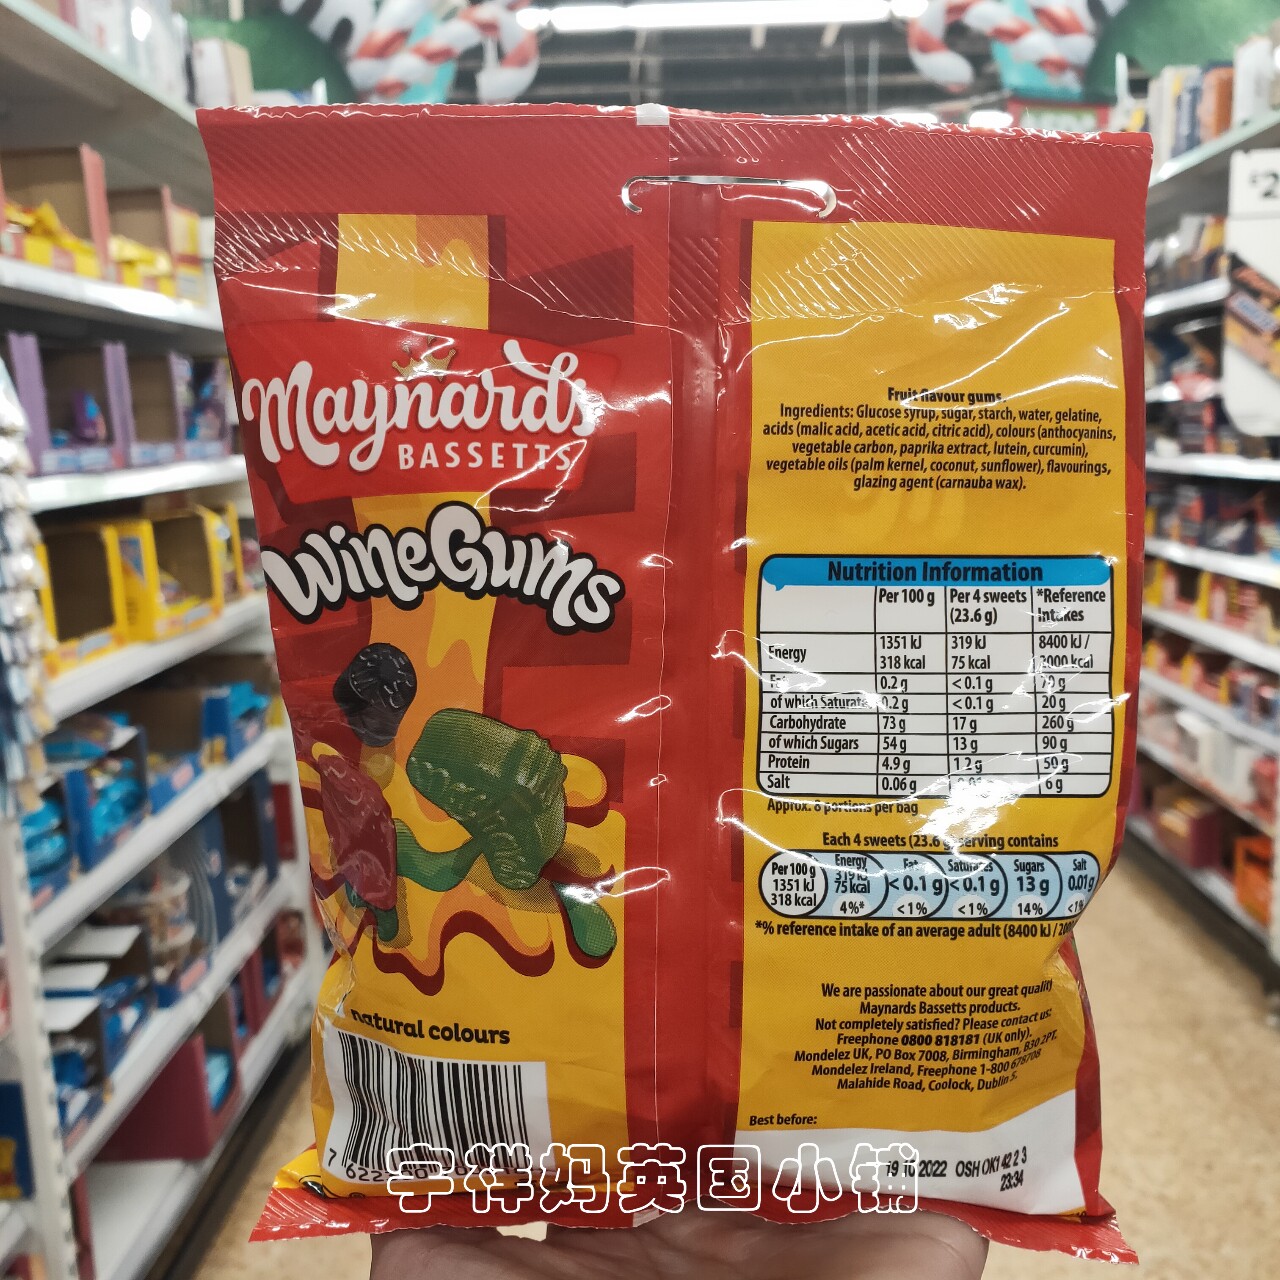 Maynards
BASSETTS
WineGums
natural colours
Fruit flavour gums.
Ingredients: Glucose syrup, sugar, starch, water, gelatine,
acids (malic acid, acetic acid, citric acid), colours (anthocyanins,
vegetable carbon, paprika extract, lutein, curcumin),
vegetable oils (palm kernel, coconut, sunflower), flavourings,
glazing agent (carnauba wax).
Nutrition Information
Per 100 g Per 4 sweets *Reference
(23.6 g) Intakes
Energy 1351 kJ 319 kJ 8400 kJ /
318 kcal 75 kcal 2000 kcal
Fat 0.2 g < 0.1 g 70 g
of which Saturates 0.2 g < 0.1 g 20 g
Carbohydrate 73 g 17 g 260 g
of which Sugars 54 g 13 g 90 g
Protein 4.9 g 1.2 g 50 g
Salt 0.06 g 6 g
Approx. 8 portions per bag
Each 4 sweets (23.6 g) serving contains
Per 100 g Energy Fat Saturates Sugars Salt
1351 kJ 319 kJ < 0.1 g < 0.1 g 13 g 0.01 g
318 kcal 75 kcal
4%* <1% <1% 14% <1%
*% reference intake of an average adult (8400 kJ /
We are passionate about our great quality
Maynards Bassetts products.
Not completely satisfied? Please contact us:
Freephone 0800 818181 (UK only).
Mondelez UK, PO Box 7008, Birmingham, B30 2PT.
Mondelez Ireland, Freephone 1-800 678708
Malahide Road, Coolock, Dublin 5.
Best before:
19 10 2022 OSH OK1 42 2 3
23:34
7 622
宇祥妈英国小铺
£2